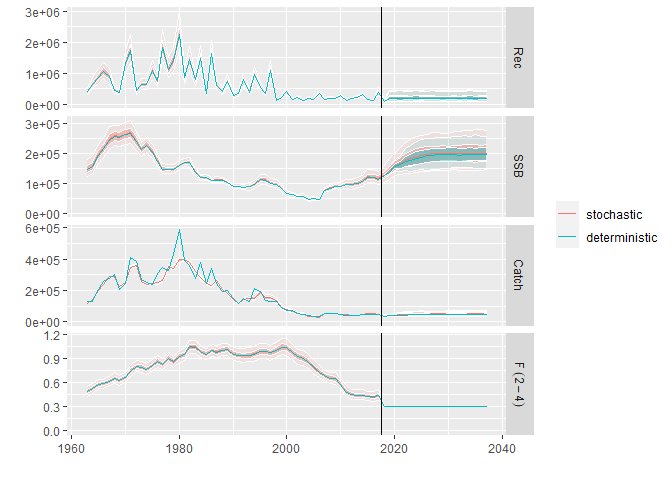 3e+06
2e+06
1e+06
0e+00
Rec
3e+05
2e+05
1e+05
0e+00
SSB
6e+05
4e+05
2e+05
0e+00
Catch
1.2
0.9
0.6
0.3
0.0
F (2 − 4)
1960
1980
2000
2020
2040
stochastic
deterministic